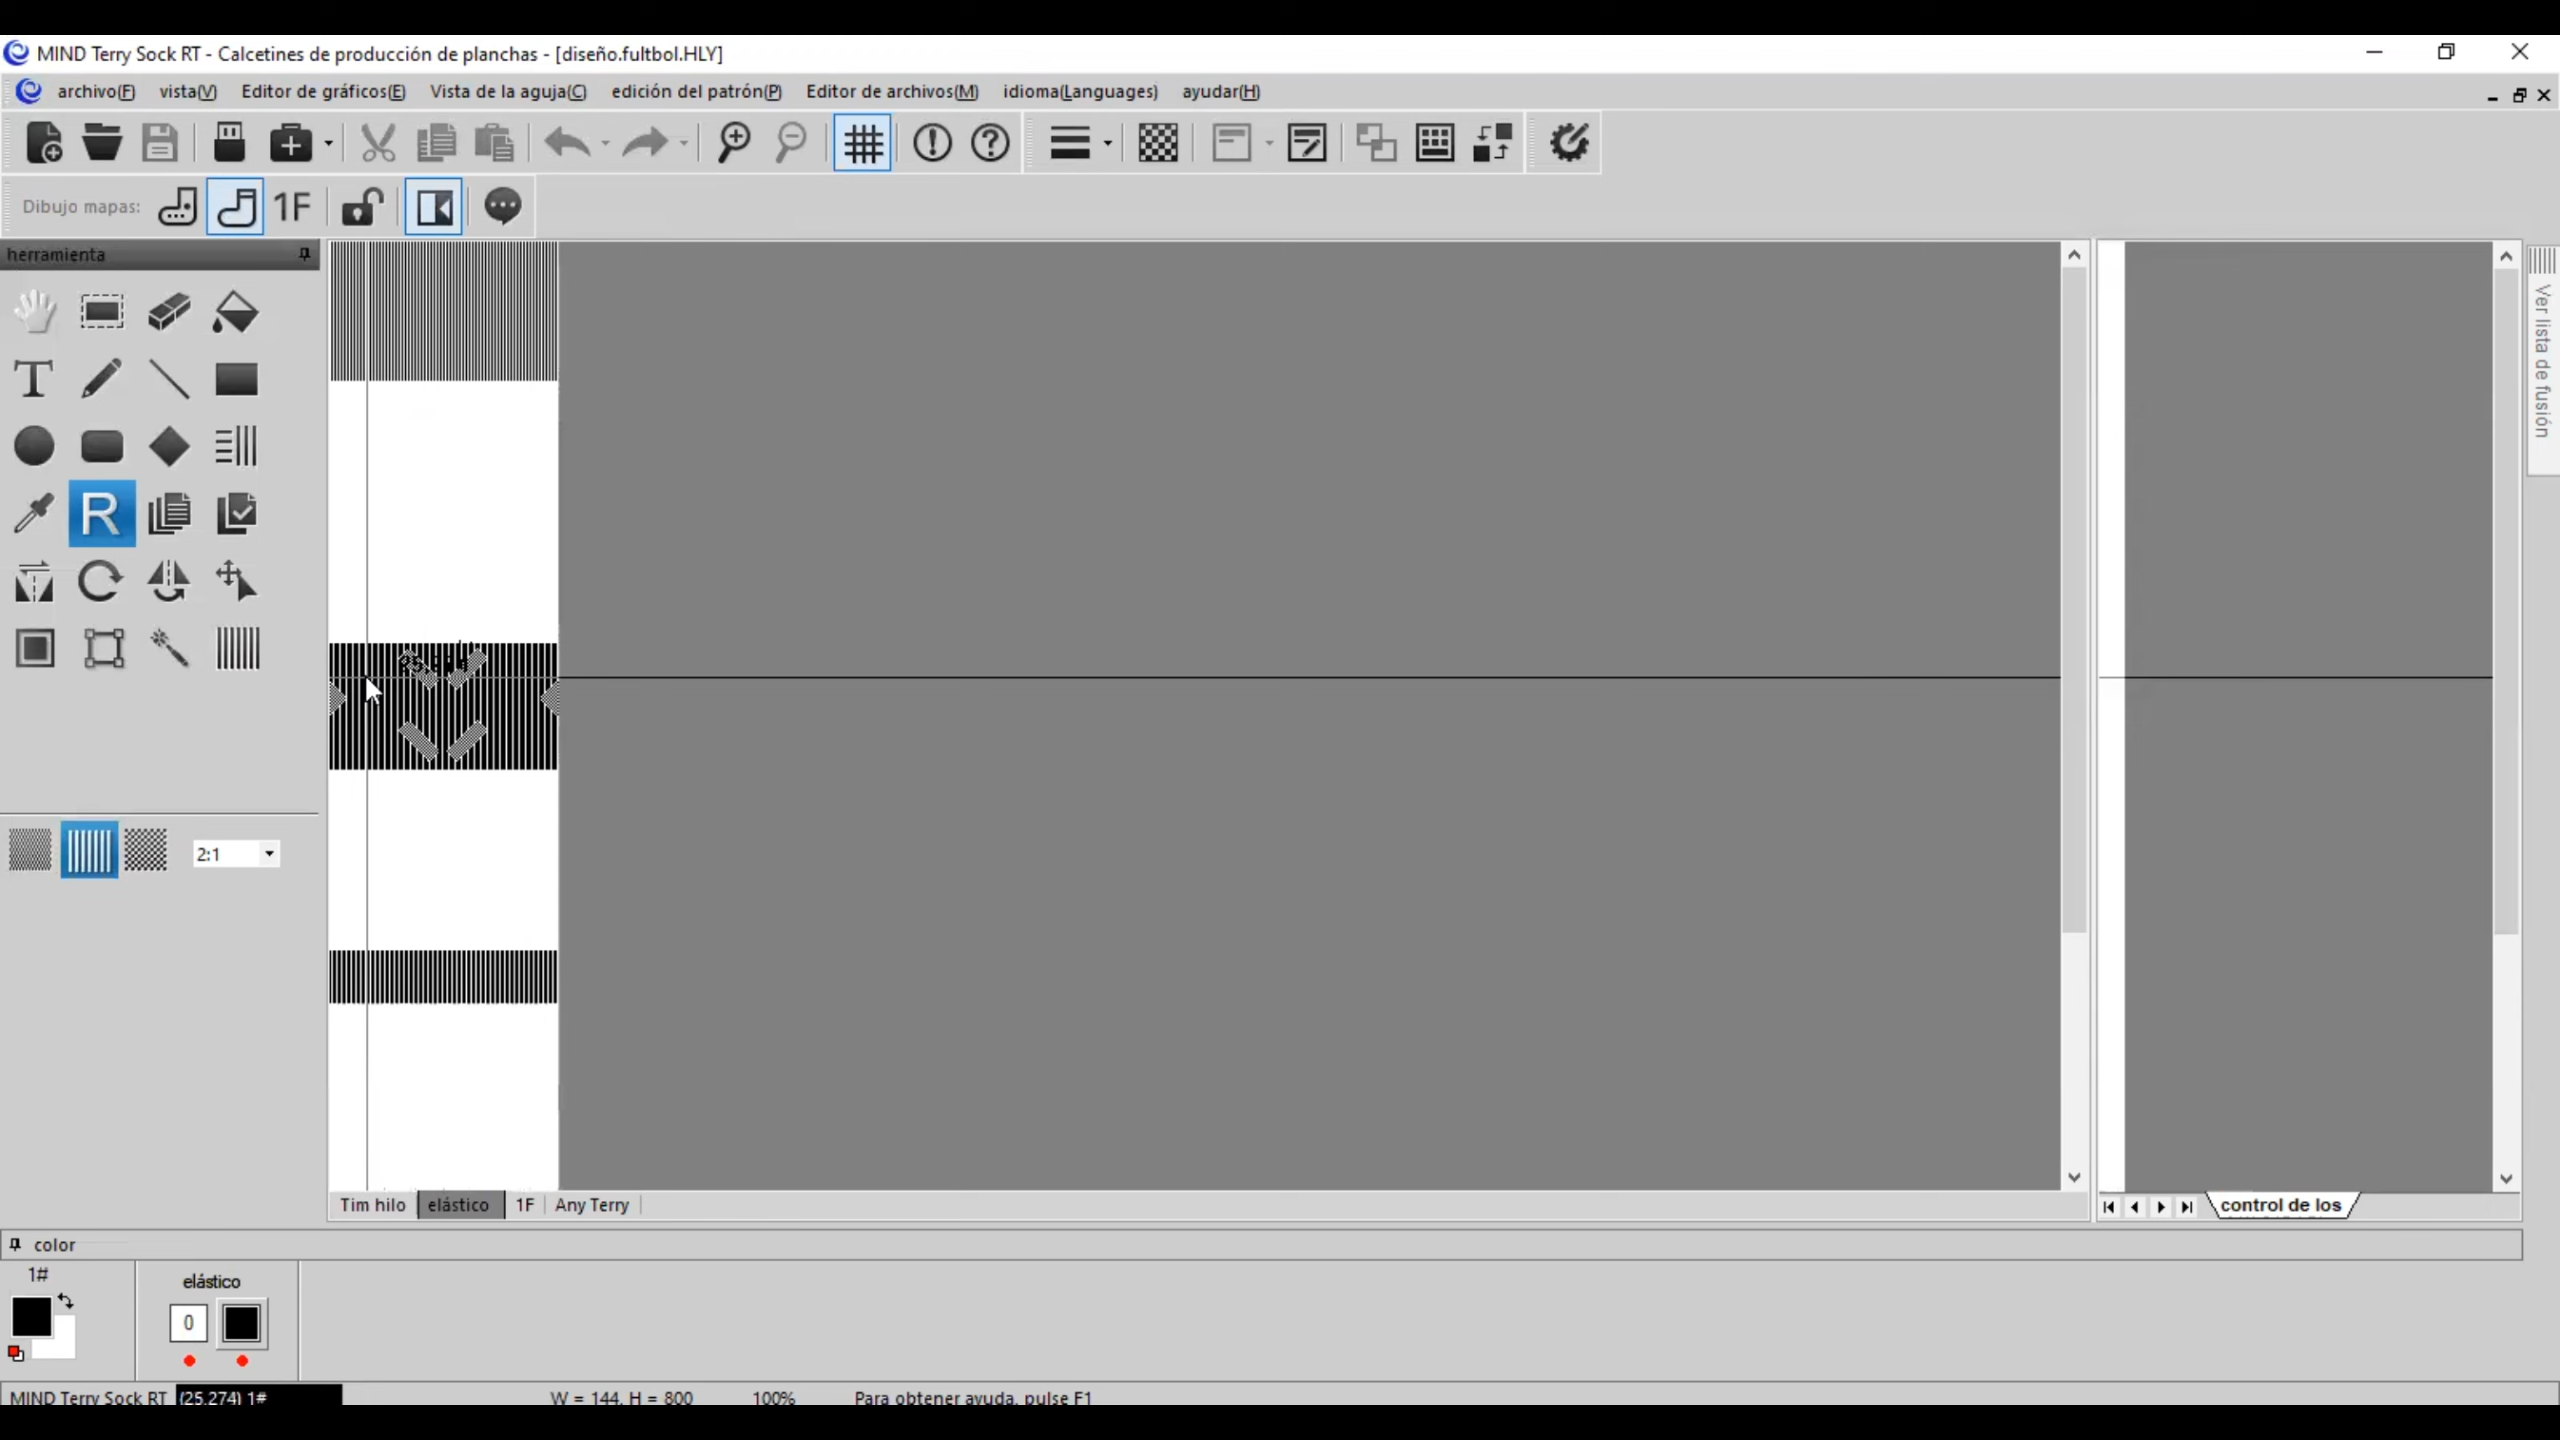 MIND Terry Sock RT - Calcetines de producción de planchas - [diseño.fultbol.HLY]
archivo(F) vista(V) Editor de gráficos(E) Vista de la aguja(C) edición del patrón(P) Editor de archivos(M) idioma(Languages) ayudar(H)
Dibujo mapas: 1F
herramienta
T
R
2:1
Ver lista de fusión
Tim hilo elástico 1F Any Terry
control de los
color
1# elástico
0
MIND Terry Sock RT (25,274) 1# W = 144, H = 800 100% Para obtener ayuda, pulse F1